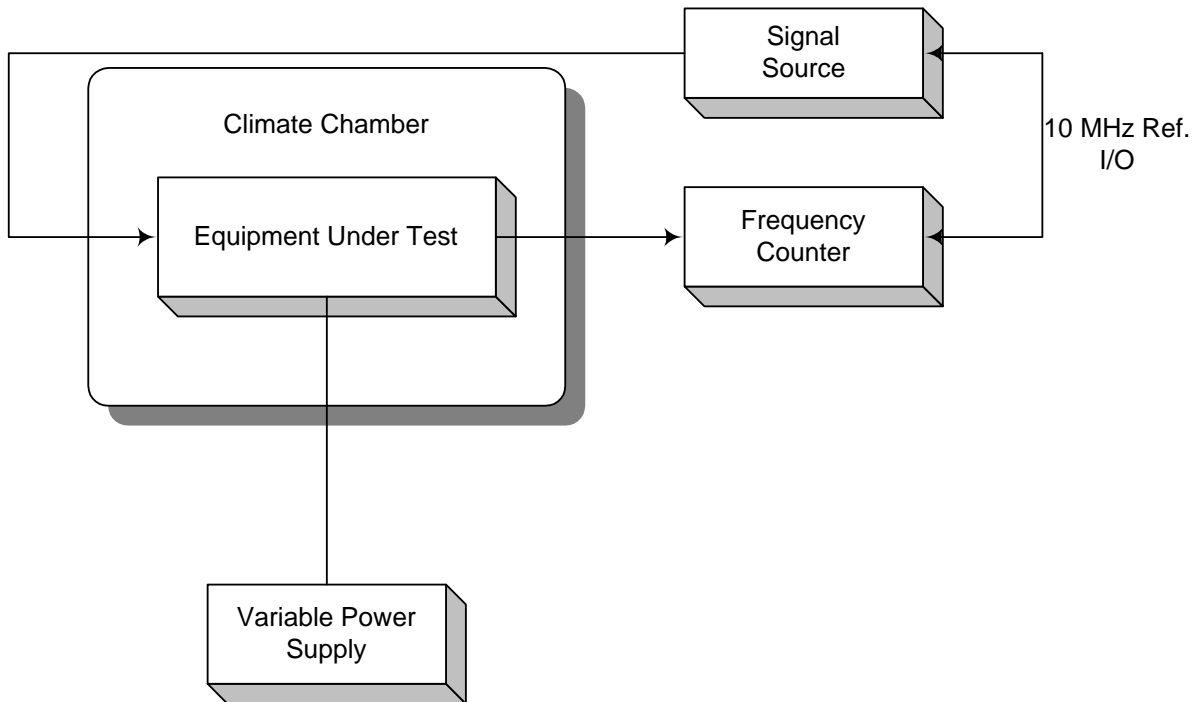 Signal
Source
Climate Chamber
10 MHz Ref.
I/O
Equipment Under Test
Frequency
Counter
Variable Power
Supply